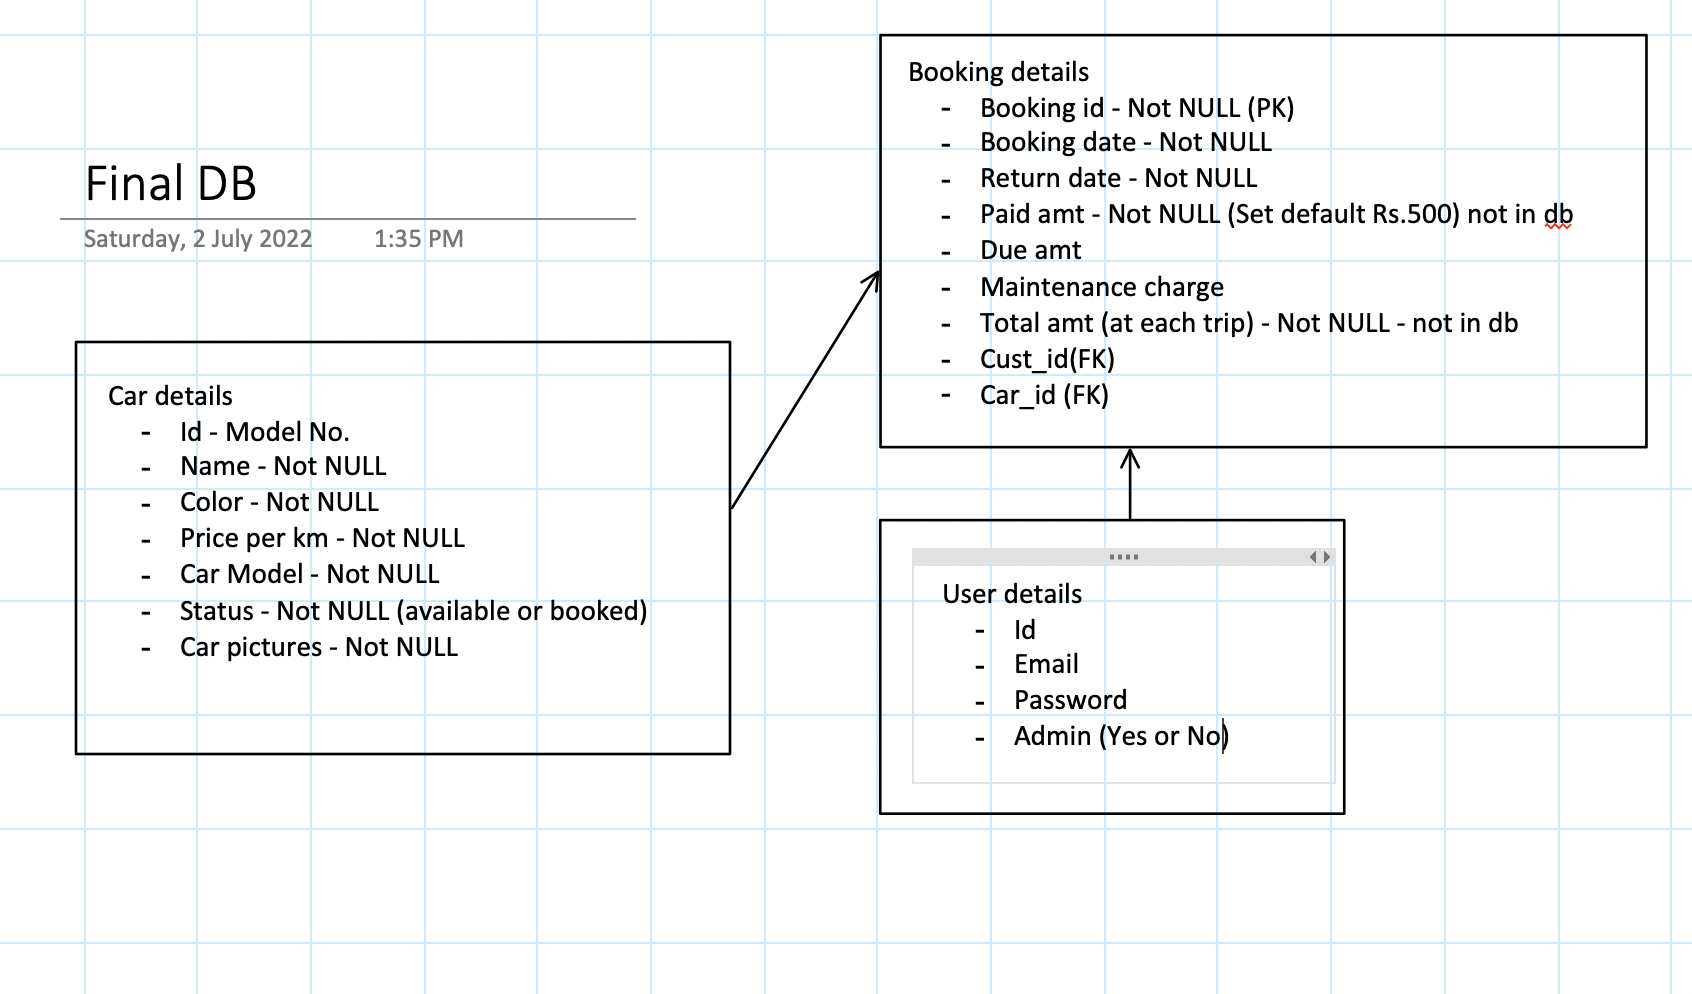 Final DB
Saturday, 2 July 2022 1:35 PM
Car details
- Id - Model No.
- Name - Not NULL
- Color - Not NULL
- Price per km - Not NULL
- Car Model - Not NULL
- Status - Not NULL (available or booked)
- Car pictures - Not NULL
Booking details
- Booking id - Not NULL (PK)
- Booking date - Not NULL
- Return date - Not NULL
- Paid amt - Not NULL (Set default Rs.500) not in db
- Due amt
- Maintenance charge
- Total amt (at each trip) - Not NULL - not in db
- Cust_id(FK)
- Car_id (FK)
User details
- Id
- Email
- Password
- Admin (Yes or No)